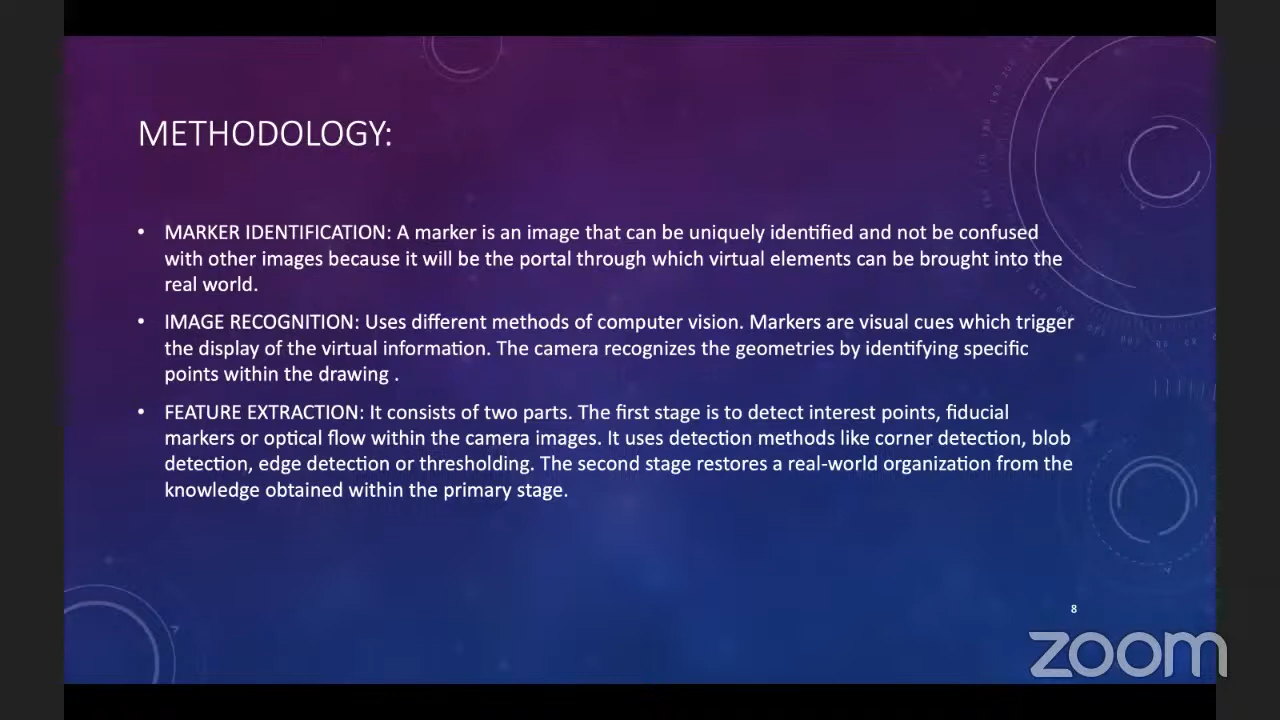 METHODOLOGY:
• MARKER IDENTIFICATION: A marker is an image that can be uniquely identified and not be confused
with other images because it will be the portal through which virtual elements can be brought into the
real world.
• IMAGE RECOGNITION: Uses different methods of computer vision. Markers are visual cues which trigger
the display of the virtual information. The camera recognizes the geometries by identifying specific
points within the drawing .
• FEATURE EXTRACTION: It consists of two parts. The first stage is to detect interest points, fiducial
markers or optical flow within the camera images. It uses detection methods like corner detection, blob
detection, edge detection or thresholding. The second stage restores a real-world organization from the
knowledge obtained within the primary stage.
8
zoom